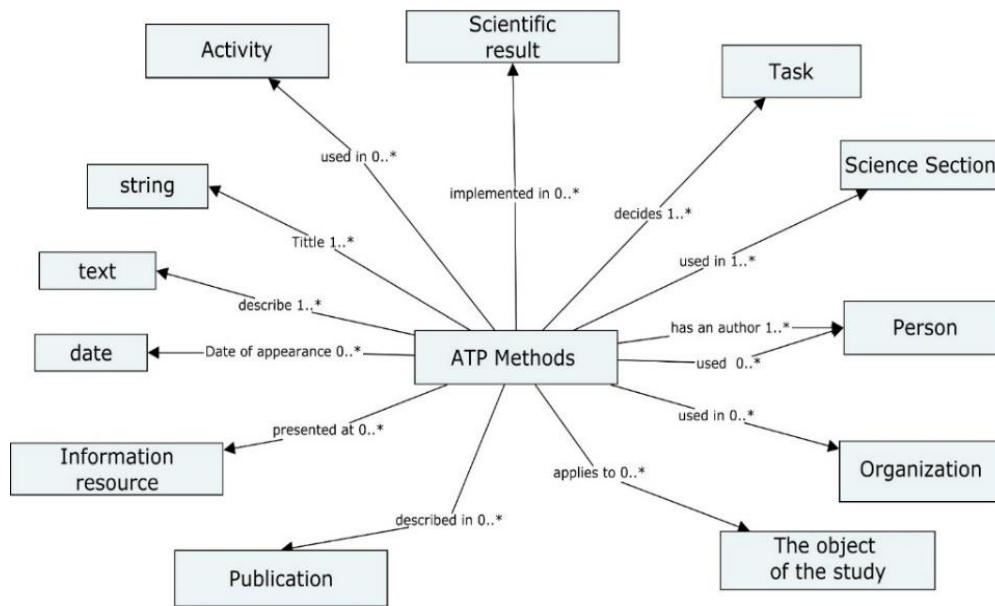 Scientific
result
Activity
Task
used in 0..*
string
implemented in 0..*
Science Section
decides 1..*
Tittle 1..*
used in 1..*
text
describe 1..*
has an author 1..*
Person
date
Date of appearance 0..*
ATP Methods
used 0..*
used in 0..*
presented at 0..*
Information
resource
applies to 0..*
Organization
described in 0..*
The object
of the study
Publication